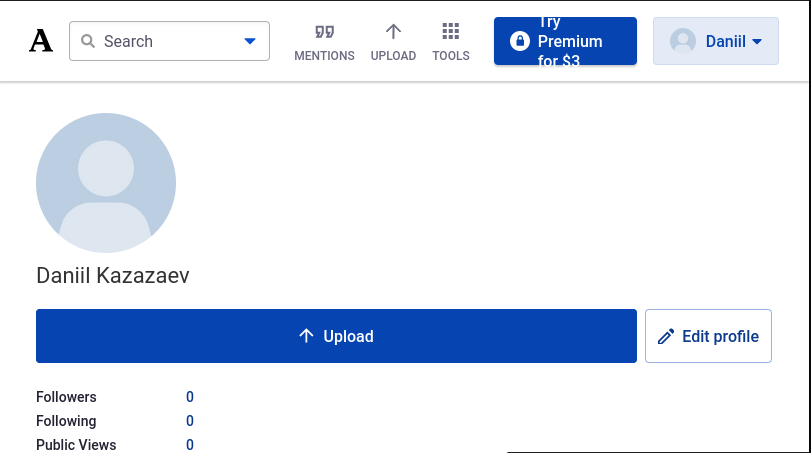 A
Search
MENTIONS
UPLOAD
TOOLS
Try
Premium
for $3
Daniil
Daniil Kazazaev
Upload
Edit profile
Followers 0
Following 0
Public Views 0